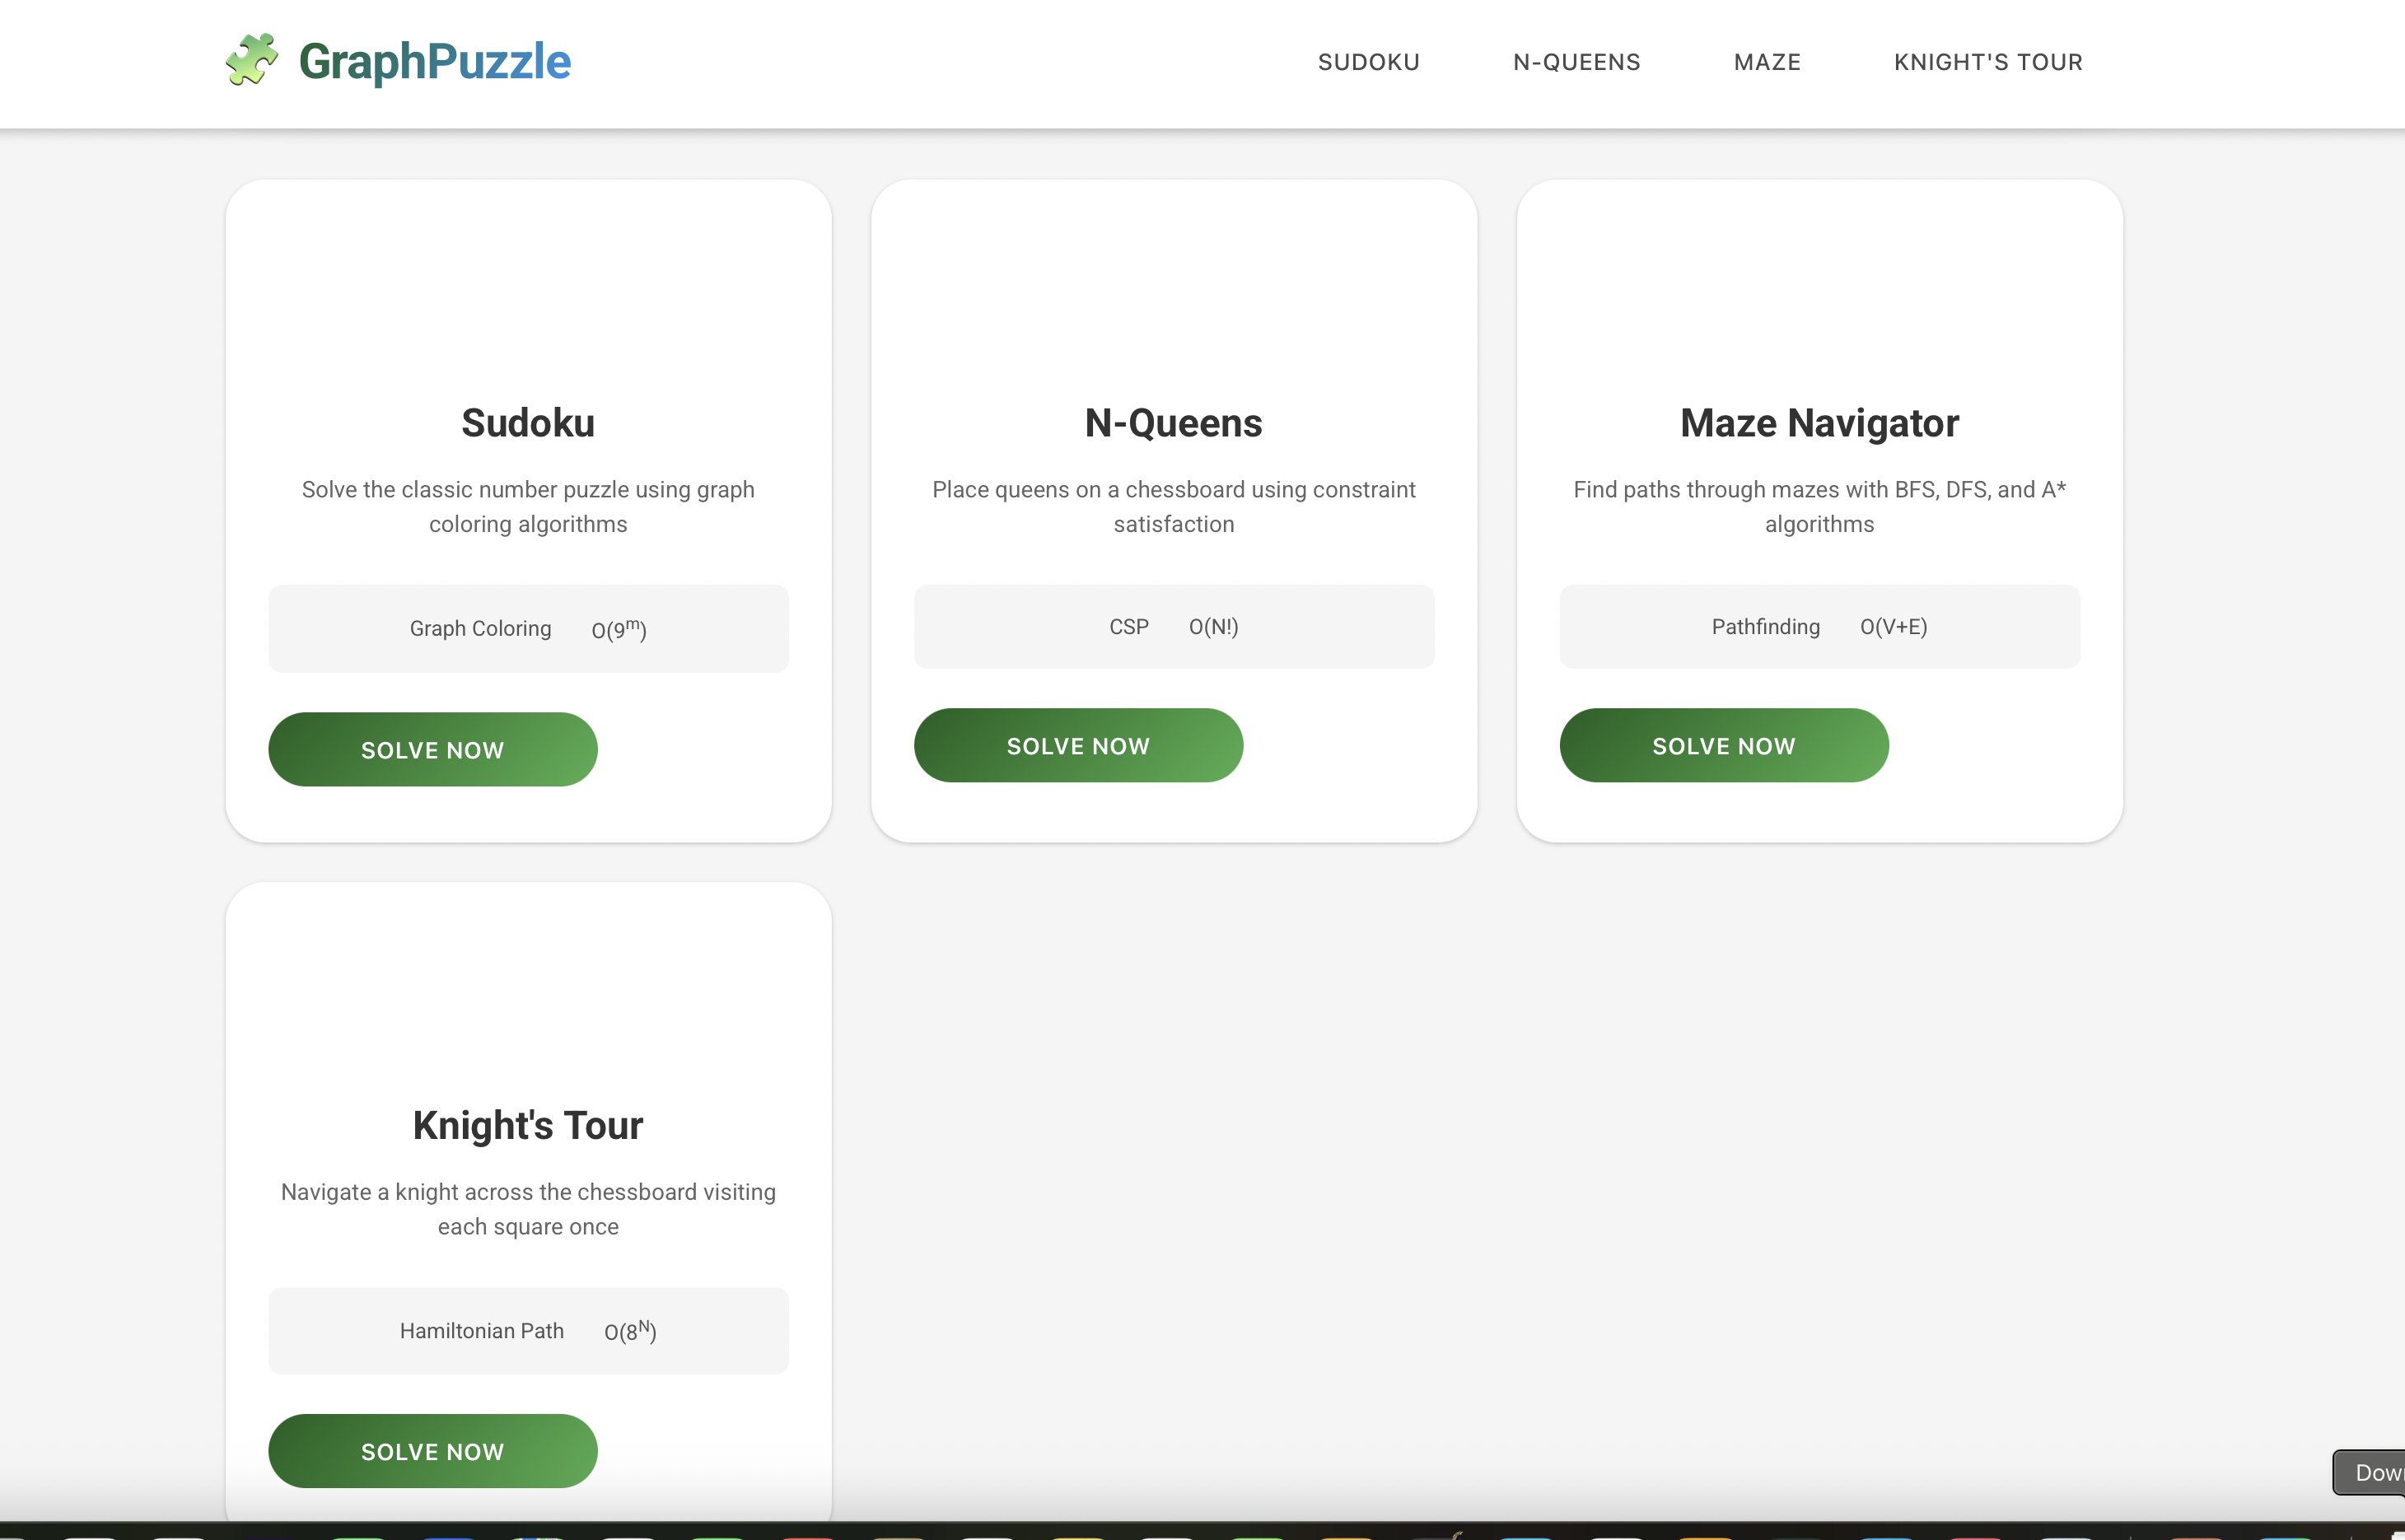 GraphPuzzle
SUDOKU
N-QUEENS
MAZE
KNIGHT'S TOUR
Sudoku
Solve the classic number puzzle using graph
coloring algorithms
Graph Coloring O(9ᵐ)
SOLVE NOW
N-Queens
Place queens on a chessboard using constraint
satisfaction
CSP O(N!)
SOLVE NOW
Maze Navigator
Find paths through mazes with BFS, DFS, and A*
algorithms
Pathfinding O(V+E)
SOLVE NOW
Knight's Tour
Navigate a knight across the chessboard visiting
each square once
Hamiltonian Path O(8ᴺ)
SOLVE NOW